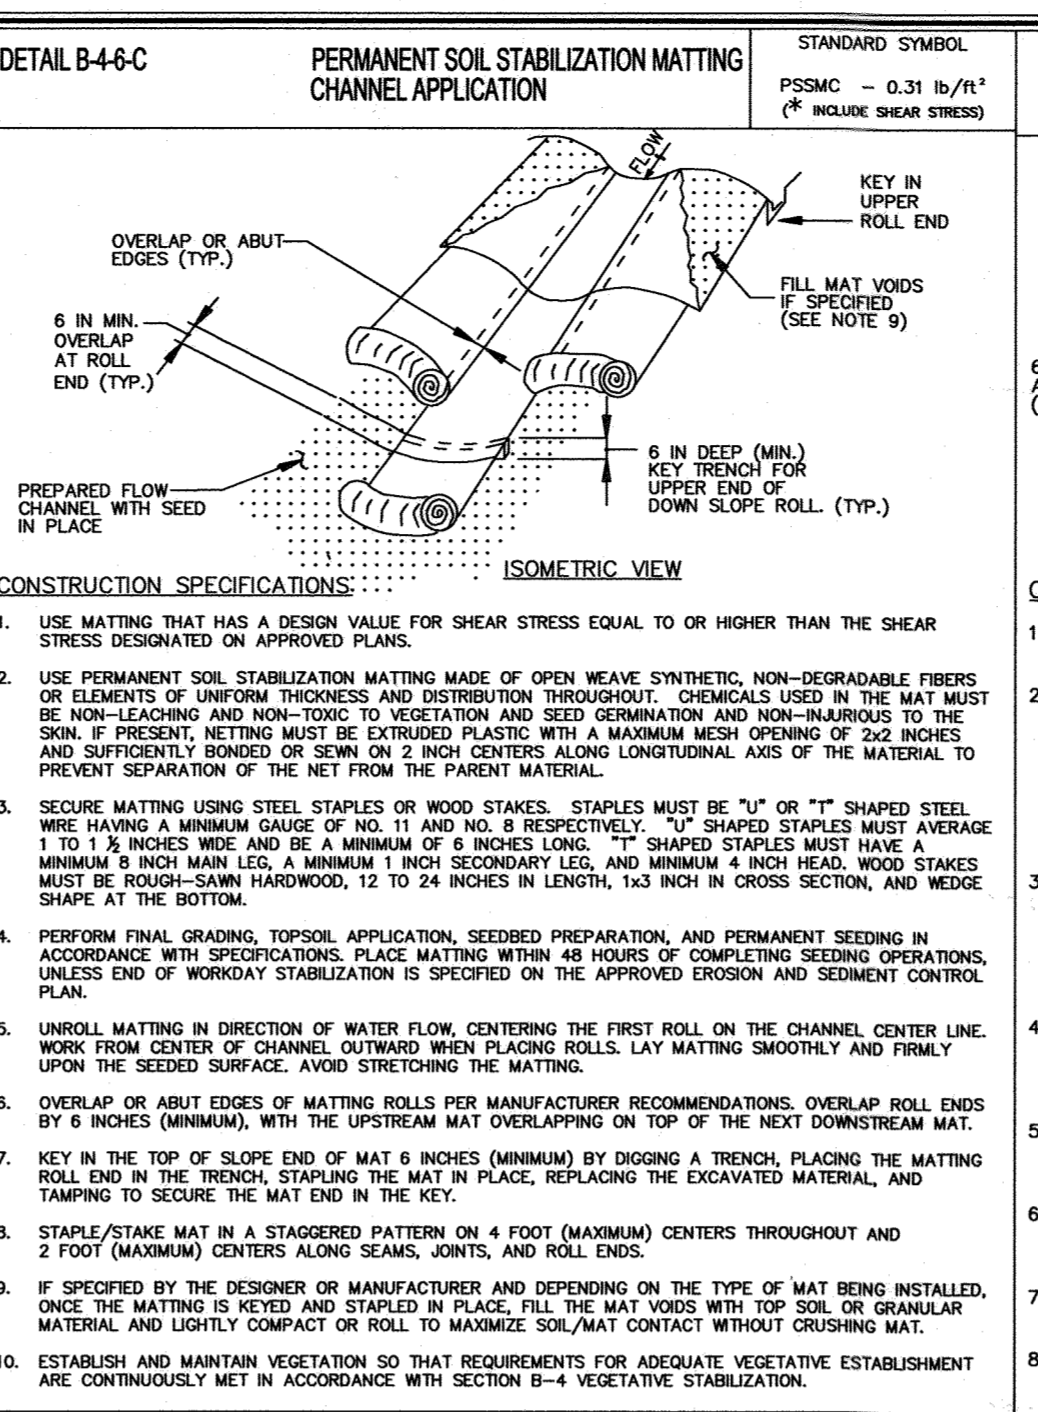 DETAIL B-4-6-C
PERMANENT SOIL STABILIZATION MATTING
CHANNEL APPLICATION
STANDARD SYMBOL
PSSMC - 0.31 lb/ft²
(* INCLUDE SHEAR STRESS)
FLOW
KEY IN
UPPER
ROLL END
OVERLAP OR ABUT
EDGES (TYP.)
FILL MAT VOIDS
IF SPECIFIED
(SEE NOTE 9)
6 IN MIN.
OVERLAP
AT ROLL
END (TYP.)
6 IN DEEP (MIN.)
KEY TRENCH FOR
UPPER END OF
DOWN SLOPE ROLL. (TYP.)
PREPARED FLOW
CHANNEL WITH SEED
IN PLACE
ISOMETRIC VIEW
CONSTRUCTION SPECIFICATIONS:
1. USE MATTING THAT HAS A DESIGN VALUE FOR SHEAR STRESS EQUAL TO OR HIGHER THAN THE SHEAR
STRESS DESIGNATED ON APPROVED PLANS.
2. USE PERMANENT SOIL STABILIZATION MATTING MADE OF OPEN WEAVE SYNTHETIC, NON-DEGRADABLE FIBERS
OR ELEMENTS OF UNIFORM THICKNESS AND DISTRIBUTION THROUGHOUT. CHEMICALS USED IN THE MAT MUST
BE NON-LEACHING AND NON-TOXIC TO VEGETATION AND SEED GERMINATION AND NON-INJURIOUS TO THE
SKIN. IF PRESENT, NETTING MUST BE EXTRUDED PLASTIC WITH A MAXIMUM MESH OPENING OF 2x2 INCHES
AND SUFFICIENTLY BONDED OR SEWN ON 2 INCH CENTERS ALONG LONGITUDINAL AXIS OF THE MATERIAL TO
PREVENT SEPARATION OF THE NET FROM THE PARENT MATERIAL.
3. SECURE MATTING USING STEEL STAPLES OR WOOD STAKES. STAPLES MUST BE "U" OR "T" SHAPED STEEL
WIRE HAVING A MINIMUM GAUGE OF NO. 11 AND NO. 8 RESPECTIVELY. "U" SHAPED STAPLES MUST AVERAGE
1 TO 1 ½ INCHES WIDE AND BE A MINIMUM OF 6 INCHES LONG. "T" SHAPED STAPLES MUST HAVE A
MINIMUM 8 INCH MAIN LEG, A MINIMUM 1 INCH SECONDARY LEG, AND MINIMUM 4 INCH HEAD. WOOD STAKES
MUST BE ROUGH-SAWN HARDWOOD, 12 TO 24 INCHES IN LENGTH, 1x3 INCH IN CROSS SECTION, AND WEDGE
SHAPE AT THE BOTTOM.
4. PERFORM FINAL GRADING, TOPSOIL APPLICATION, SEEDBED PREPARATION, AND PERMANENT SEEDING IN
ACCORDANCE WITH SPECIFICATIONS. PLACE MATTING WITHIN 48 HOURS OF COMPLETING SEEDING OPERATIONS,
UNLESS END OF WORKDAY STABILIZATION IS SPECIFIED ON THE APPROVED EROSION AND SEDIMENT CONTROL
PLAN.
5. UNROLL MATTING IN DIRECTION OF WATER FLOW, CENTERING THE FIRST ROLL ON THE CHANNEL CENTER LINE.
WORK FROM CENTER OF CHANNEL OUTWARD WHEN PLACING ROLLS. LAY MATTING SMOOTHLY AND FIRMLY
UPON THE SEEDED SURFACE. AVOID STRETCHING THE MATTING.
6. OVERLAP OR ABUT EDGES OF MATTING ROLLS PER MANUFACTURER RECOMMENDATIONS. OVERLAP ROLL ENDS
BY 6 INCHES (MINIMUM), WITH THE UPSTREAM MAT OVERLAPPING ON TOP OF THE NEXT DOWNSTREAM MAT.
7. KEY IN THE TOP OF SLOPE END OF MAT 6 INCHES (MINIMUM) BY DIGGING A TRENCH, PLACING THE MATTING
ROLL END IN THE TRENCH, STAPLING THE MAT IN PLACE, REPLACING THE EXCAVATED MATERIAL, AND
TAMPING TO SECURE THE MAT END IN THE KEY.
8. STAPLE/STAKE MAT IN A STAGGERED PATTERN ON 4 FOOT (MAXIMUM) CENTERS THROUGHOUT AND
2 FOOT (MAXIMUM) CENTERS ALONG SEAMS, JOINTS, AND ROLL ENDS.
9. IF SPECIFIED BY THE DESIGNER OR MANUFACTURER AND DEPENDING ON THE TYPE OF MAT BEING INSTALLED,
ONCE THE MATTING IS KEYED AND STAPLED IN PLACE, FILL THE MAT VOIDS WITH TOP SOIL OR GRANULAR
MATERIAL AND LIGHTLY COMPACT OR ROLL TO MAXIMIZE SOIL/MAT CONTACT WITHOUT CRUSHING MAT.
10. ESTABLISH AND MAINTAIN VEGETATION SO THAT REQUIREMENTS FOR ADEQUATE VEGETATIVE ESTABLISHMENT
ARE CONTINUOUSLY MET IN ACCORDANCE WITH SECTION B-4 VEGETATIVE STABILIZATION.
6
1
2
3
4
5
6
7
8